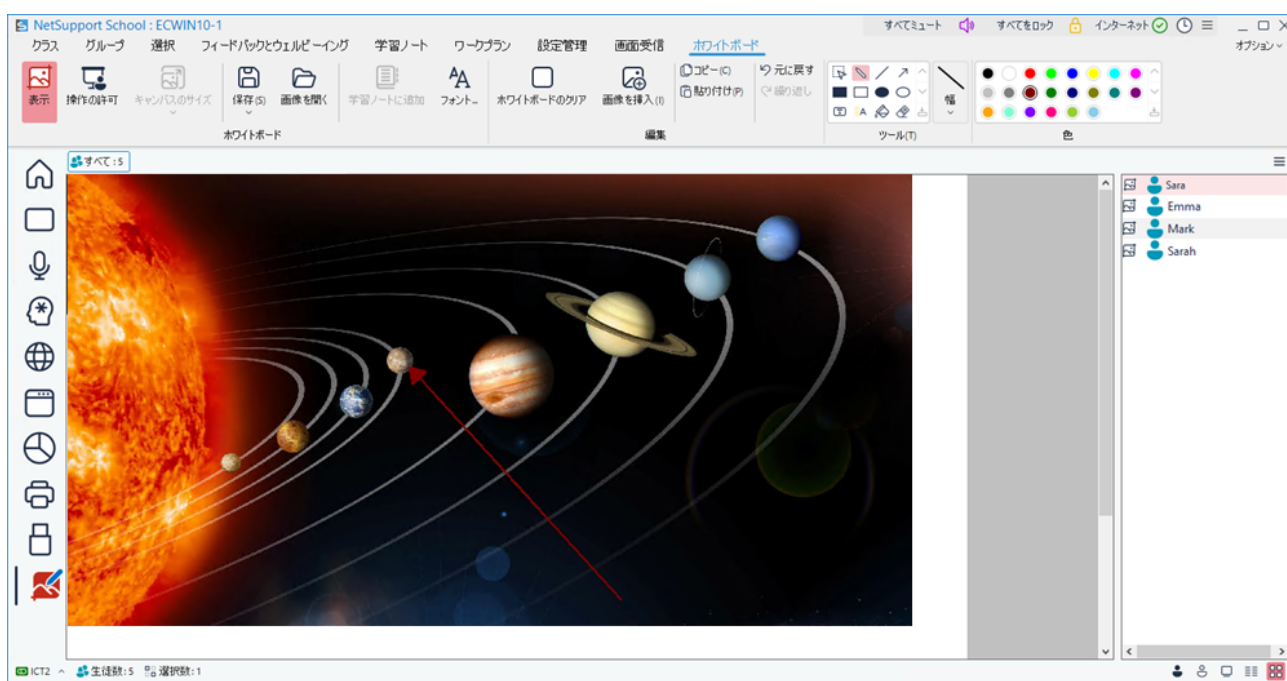 NetSupport School : ECWIN10-1
すべてミュート すべてをロック インターネット
クラス グループ 選択 フィードバックとウェルビーイング 学習ノート ワークプラン 設定管理 画面受信 ホワイトボード オプション
表示 操作の許可 キャンバスのサイズ 保存(S) 画像を開く 学習ノートに追加 フォント... ホワイトボードのクリア 画像を挿入(I)
コピー(C) 元に戻す
貼り付け(P) 繰り返し
幅
ホワイトボード 編集 ツール(T) 色
すべて:5
Sara
Emma
Mark
Sarah
ICT2 生徒数:5 選択数:1